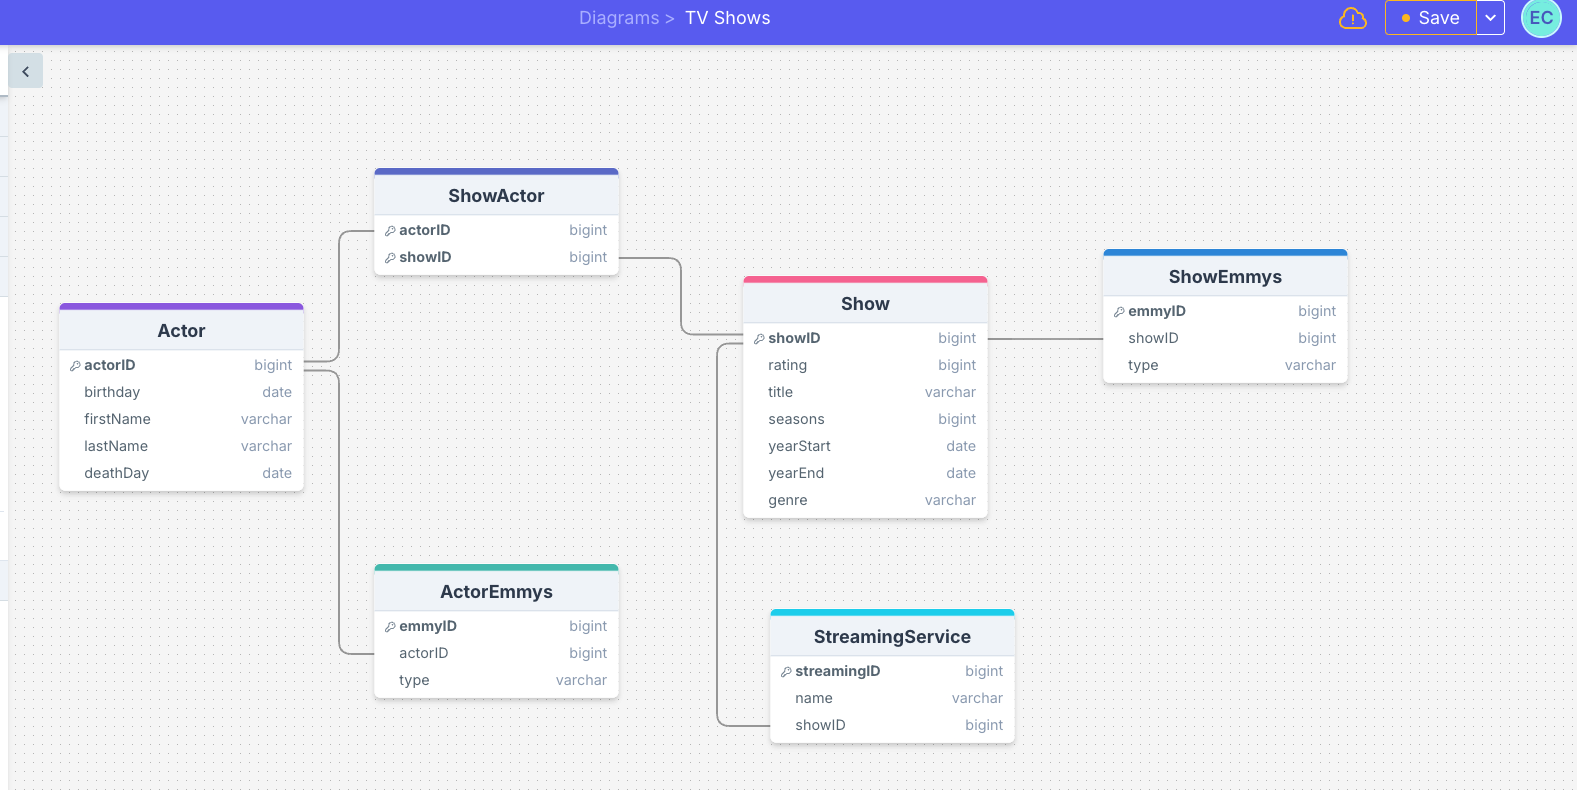 Diagrams > TV Shows
Save
EC
ShowActor
actorID bigint
showID bigint
Actor
actorID bigint
birthday date
firstName varchar
lastName varchar
deathDay date
ActorEmmys
emmyID bigint
actorID bigint
type varchar
Show
showID bigint
rating bigint
title varchar
seasons bigint
yearStart date
yearEnd date
genre varchar
StreamingService
streamingID bigint
name varchar
showID bigint
ShowEmmys
emmyID bigint
showID bigint
type varchar